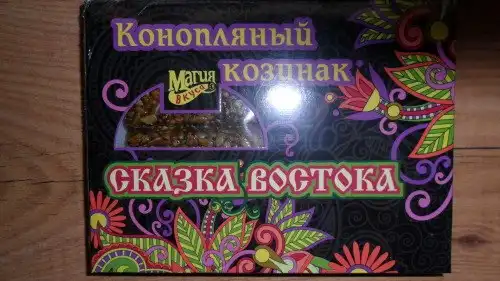 Конопляный
козинак
Магия
вкуса
СКАЗКА ВОСТОКА